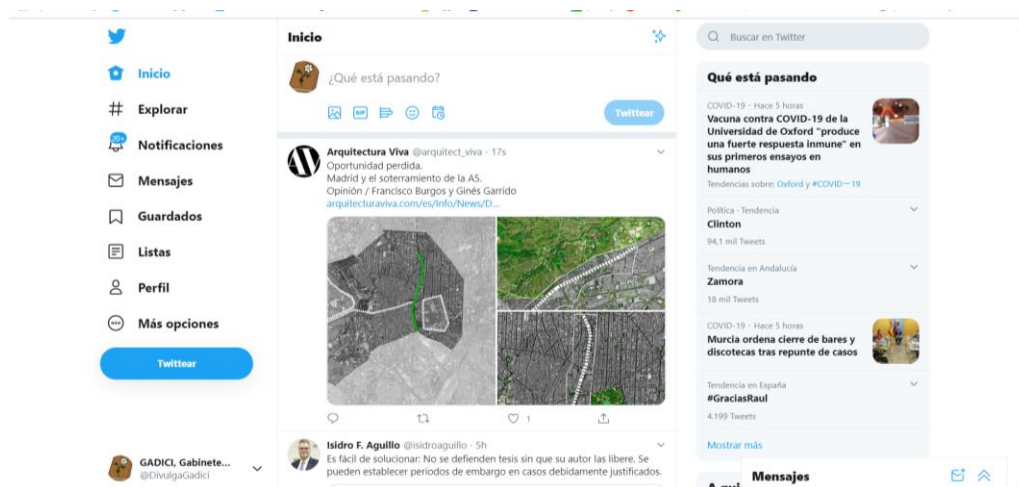 Inicio
Explorar
20+
Notificaciones
Mensajes
Guardados
Listas
Perfil
Más opciones
Twittear
GADICI, Gabinete...
@DivulgaGadici
Inicio
¿Qué está pasando?
GIF
Twittear
Arquitectura Viva @arquitect_viva · 17s
Oportunidad perdida.
Madrid y el soterramiento de la A5.
Opinión / Francisco Burgos y Ginés Garrido
arquitecturaviva.com/es/Info/News/D...
1
Isidro F. Aguillo @isidroaguillo · 5h
Es fácil de solucionar: No se defienden tesis sin que su autor las libere. Se
pueden establecer periodos de embargo en casos debidamente justificados.
Buscar en Twitter
Qué está pasando
COVID-19 · Hace 5 horas
Vacuna contra COVID-19 de la
Universidad de Oxford "produce
una fuerte respuesta inmune" en
sus primeros ensayos en
humanos
Tendencias sobre: Oxford y #COVID—19
Política · Tendencia
Clinton
94,1 mil Tweets
Tendencia en Andalucía
Zamora
18 mil Tweets
COVID-19 · Hace 5 horas
Murcia ordena cierre de bares y
discotecas tras repunte de casos
Tendencia en España
#GraciasRaul
4.199 Tweets
Mostrar más
Mensajes